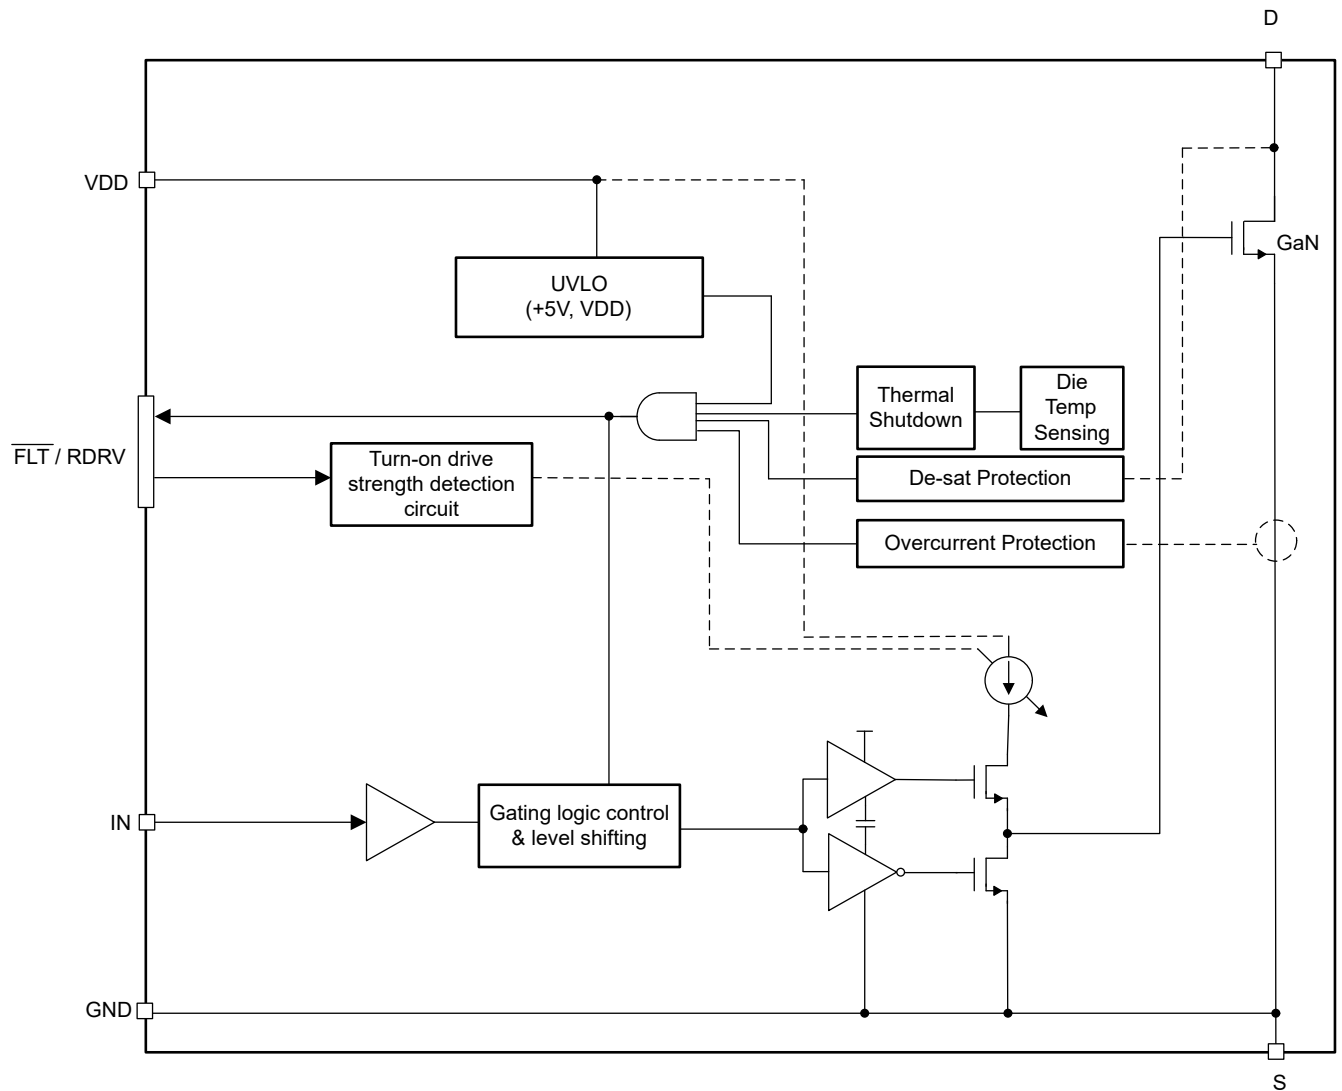 D
VDD
GaN
UVLO
(+5V, VDD)
Thermal
Shutdown
Die
Temp
Sensing
FLT / RDRV
Turn-on drive
strength detection
circuit
De-sat Protection
Overcurrent Protection
IN
Gating logic control
& level shifting
GND
S